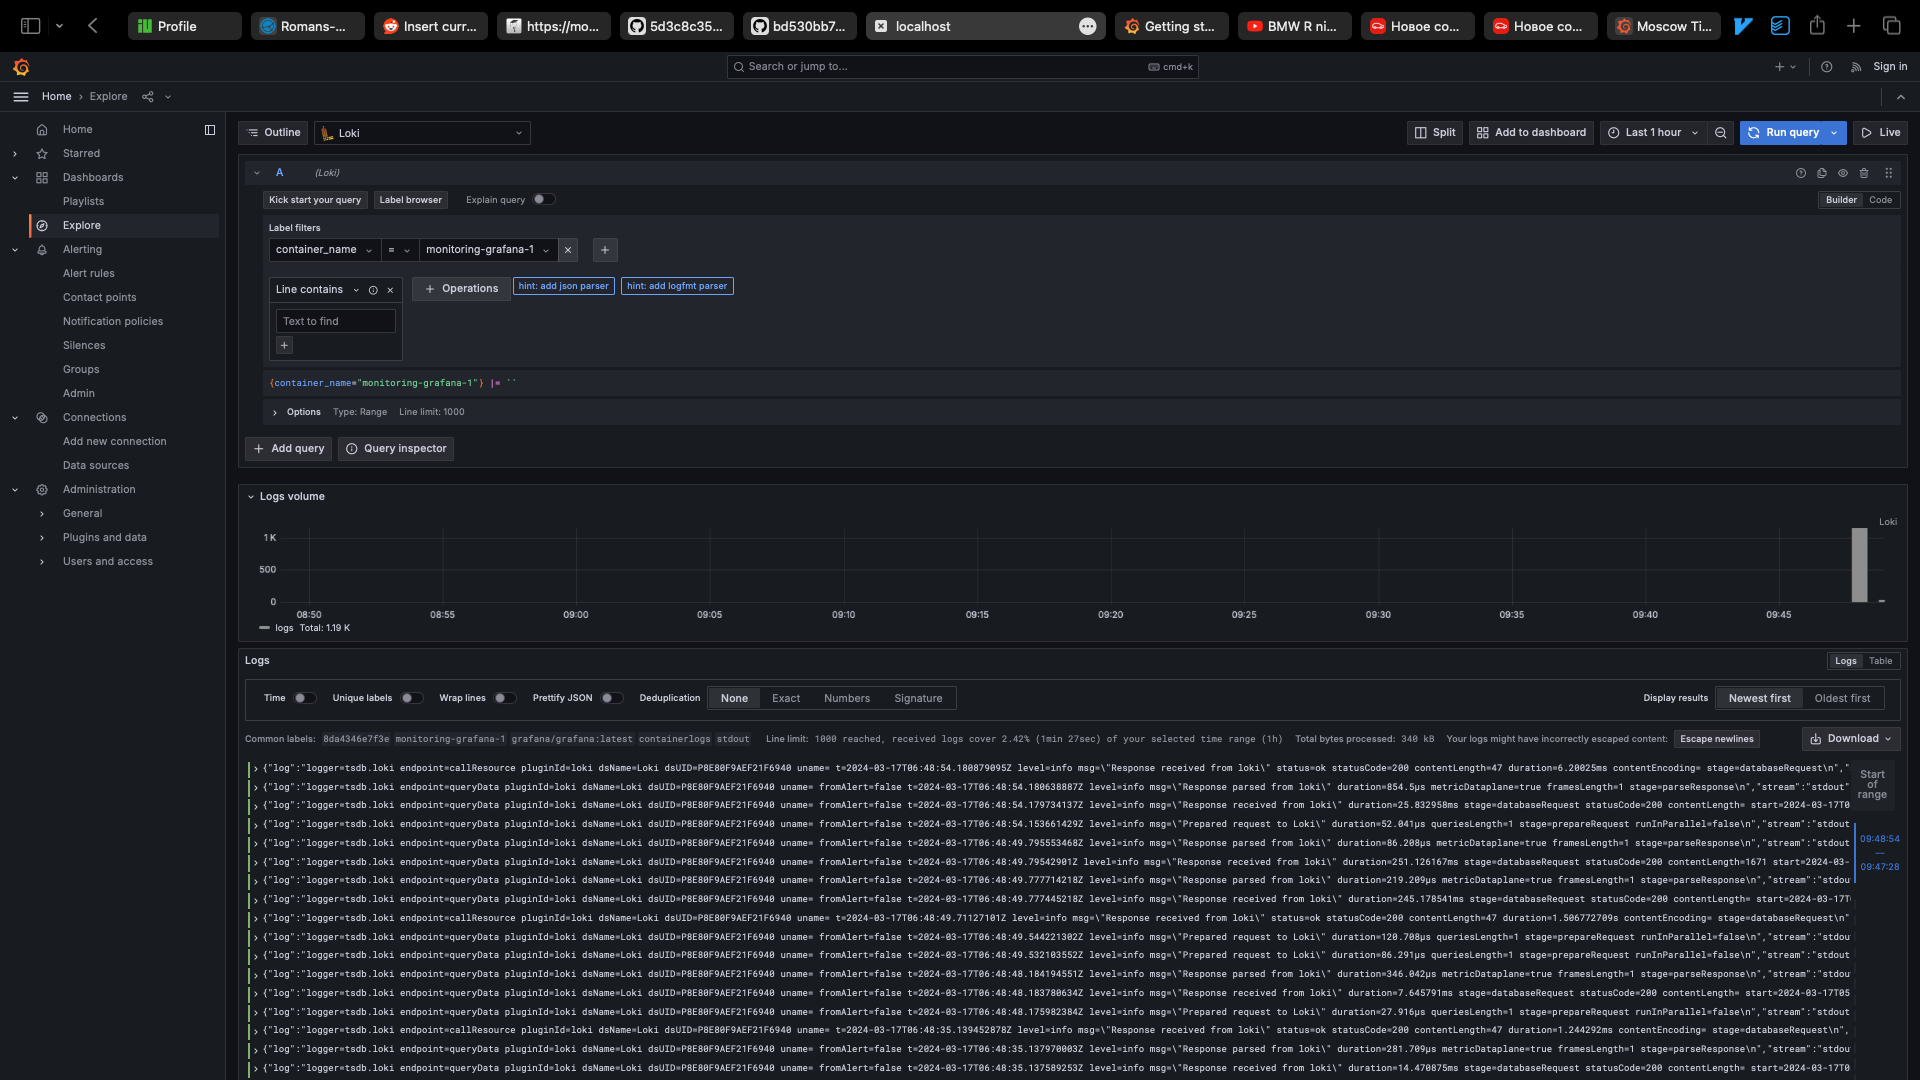 Profile
Romans-...
Insert curr...
https://mo...
5d3c8c35...
bd530bb7...
localhost
Getting st...
BMW R ni...
Новое со...
Новое со...
Moscow Ti...
Search or jump to...
cmd+k
Sign in
Home › Explore
Home
Starred
Dashboards
Playlists
Explore
Alerting
Alert rules
Contact points
Notification policies
Silences
Groups
Admin
Connections
Add new connection
Data sources
Administration
General
Plugins and data
Users and access
Outline
Loki
Split
Add to dashboard
Last 1 hour
Run query
Live
A (Loki)
Kick start your query
Label browser
Explain query
Builder
Code
Label filters
container_name
=
monitoring-grafana-1
Line contains
Operations
hint: add json parser
hint: add logfmt parser
Text to find
{container_name="monitoring-grafana-1"} |= ``
Options Type: Range Line limit: 1000
Add query
Query inspector
Logs volume
Loki
1 K
500
0
08:50 08:55 09:00 09:05 09:10 09:15 09:20 09:25 09:30 09:35 09:40 09:45
logs Total: 1.19 K
Logs
Logs
Table
Time
Unique labels
Wrap lines
Prettify JSON
Deduplication
None
Exact
Numbers
Signature
Display results
Newest first
Oldest first
Common labels: 8da4346e7f3e monitoring-grafana-1 grafana/grafana:latest containerlogs stdout Line limit: 1000 reached, received logs cover 2.42% (1min 27sec) of your selected time range (1h) Total bytes processed: 340 kB Your logs might have incorrectly escaped content: Escape newlines
Download
{"log":"logger=tsdb.loki endpoint=callResource pluginId=loki dsName=Loki dsUID=P8E80F9AEF21F6940 uname= t=2024-03-17T06:48:54.180879095Z level=info msg=\"Response received from loki\" status=ok statusCode=200 contentLength=47 duration=6.20025ms contentEncoding= stage=databaseRequest\n","
{"log":"logger=tsdb.loki endpoint=queryData pluginId=loki dsName=Loki dsUID=P8E80F9AEF21F6940 uname= fromAlert=false t=2024-03-17T06:48:54.180638887Z level=info msg=\"Response parsed from loki\" duration=854.5µs metricDataplane=true framesLength=1 stage=parseResponse\n","stream":"stdout"
{"log":"logger=tsdb.loki endpoint=queryData pluginId=loki dsName=Loki dsUID=P8E80F9AEF21F6940 uname= fromAlert=false t=2024-03-17T06:48:54.179734137Z level=info msg=\"Response received from loki\" duration=25.832958ms stage=databaseRequest statusCode=200 contentLength= start=2024-03-17T0
{"log":"logger=tsdb.loki endpoint=queryData pluginId=loki dsName=Loki dsUID=P8E80F9AEF21F6940 uname= fromAlert=false t=2024-03-17T06:48:54.153661429Z level=info msg=\"Prepared request to Loki\" duration=52.041µs queriesLength=1 stage=prepareRequest runInParallel=false\n","stream":"stdout
{"log":"logger=tsdb.loki endpoint=queryData pluginId=loki dsName=Loki dsUID=P8E80F9AEF21F6940 uname= fromAlert=false t=2024-03-17T06:48:49.795553468Z level=info msg=\"Response parsed from loki\" duration=86.208µs metricDataplane=true framesLength=1 stage=parseResponse\n","stream":"stdout
{"log":"logger=tsdb.loki endpoint=queryData pluginId=loki dsName=Loki dsUID=P8E80F9AEF21F6940 uname= fromAlert=false t=2024-03-17T06:48:49.79542901Z level=info msg=\"Response received from loki\" duration=251.126167ms stage=databaseRequest statusCode=200 contentLength=1671 start=2024-03-
{"log":"logger=tsdb.loki endpoint=queryData pluginId=loki dsName=Loki dsUID=P8E80F9AEF21F6940 uname= fromAlert=false t=2024-03-17T06:48:49.777714218Z level=info msg=\"Response parsed from loki\" duration=219.209µs metricDataplane=true framesLength=1 stage=parseResponse\n","stream":"stdou
{"log":"logger=tsdb.loki endpoint=queryData pluginId=loki dsName=Loki dsUID=P8E80F9AEF21F6940 uname= fromAlert=false t=2024-03-17T06:48:49.777445218Z level=info msg=\"Response received from loki\" duration=245.178541ms stage=databaseRequest statusCode=200 contentLength= start=2024-03-17T
{"log":"logger=tsdb.loki endpoint=callResource pluginId=loki dsName=Loki dsUID=P8E80F9AEF21F6940 uname= t=2024-03-17T06:48:49.71127101Z level=info msg=\"Response received from loki\" status=ok statusCode=200 contentLength=47 duration=1.506772709s contentEncoding= stage=databaseRequest\n"
{"log":"logger=tsdb.loki endpoint=queryData pluginId=loki dsName=Loki dsUID=P8E80F9AEF21F6940 uname= fromAlert=false t=2024-03-17T06:48:49.544221302Z level=info msg=\"Prepared request to Loki\" duration=120.708µs queriesLength=1 stage=prepareRequest runInParallel=false\n","stream":"stdou
{"log":"logger=tsdb.loki endpoint=queryData pluginId=loki dsName=Loki dsUID=P8E80F9AEF21F6940 uname= fromAlert=false t=2024-03-17T06:48:49.532103552Z level=info msg=\"Prepared request to Loki\" duration=86.291µs queriesLength=1 stage=prepareRequest runInParallel=false\n","stream":"stdout
{"log":"logger=tsdb.loki endpoint=queryData pluginId=loki dsName=Loki dsUID=P8E80F9AEF21F6940 uname= fromAlert=false t=2024-03-17T06:48:48.184194551Z level=info msg=\"Response parsed from loki\" duration=346.042µs metricDataplane=true framesLength=1 stage=parseResponse\n","stream":"stdou
{"log":"logger=tsdb.loki endpoint=queryData pluginId=loki dsName=Loki dsUID=P8E80F9AEF21F6940 uname= fromAlert=false t=2024-03-17T06:48:48.183780634Z level=info msg=\"Response received from loki\" duration=7.645791ms stage=databaseRequest statusCode=200 contentLength= start=2024-03-17T05
{"log":"logger=tsdb.loki endpoint=queryData pluginId=loki dsName=Loki dsUID=P8E80F9AEF21F6940 uname= fromAlert=false t=2024-03-17T06:48:48.175982384Z level=info msg=\"Prepared request to Loki\" duration=27.916µs queriesLength=1 stage=prepareRequest runInParallel=false\n","stream":"stdout
{"log":"logger=tsdb.loki endpoint=callResource pluginId=loki dsName=Loki dsUID=P8E80F9AEF21F6940 uname= t=2024-03-17T06:48:35.139452878Z level=info msg=\"Response received from loki\" status=ok statusCode=200 contentLength=47 duration=1.244292ms contentEncoding= stage=databaseRequest\n",
{"log":"logger=tsdb.loki endpoint=queryData pluginId=loki dsName=Loki dsUID=P8E80F9AEF21F6940 uname= fromAlert=false t=2024-03-17T06:48:35.137970003Z level=info msg=\"Response parsed from loki\" duration=281.709µs metricDataplane=true framesLength=1 stage=parseResponse\n","stream":"stdou
{"log":"logger=tsdb.loki endpoint=queryData pluginId=loki dsName=Loki dsUID=P8E80F9AEF21F6940 uname= fromAlert=false t=2024-03-17T06:48:35.137589253Z level=info msg=\"Response received from loki\" duration=14.470875ms stage=databaseRequest statusCode=200 contentLength= start=2024-03-17T0
Start
of
range
09:48:54
—
09:47:28